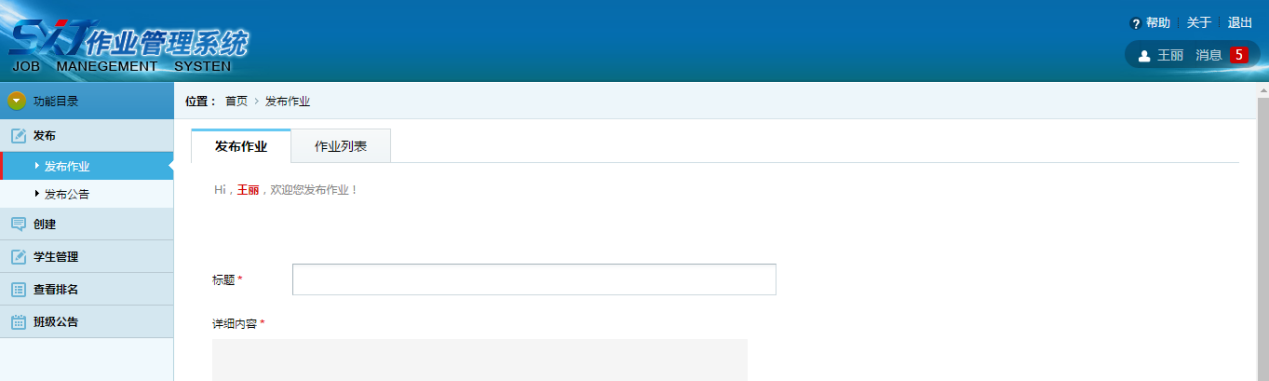 SXT作业管理系统
JOB MANEGEMENT SYSTEN
帮助 关于 退出
王丽 消息 5
功能目录
位置： 首页 > 发布作业
发布
发布作业
发布公告
创建
学生管理
查看排名
班级公告
发布作业 作业列表
Hi，王丽，欢迎您发布作业！
标题*
详细内容*